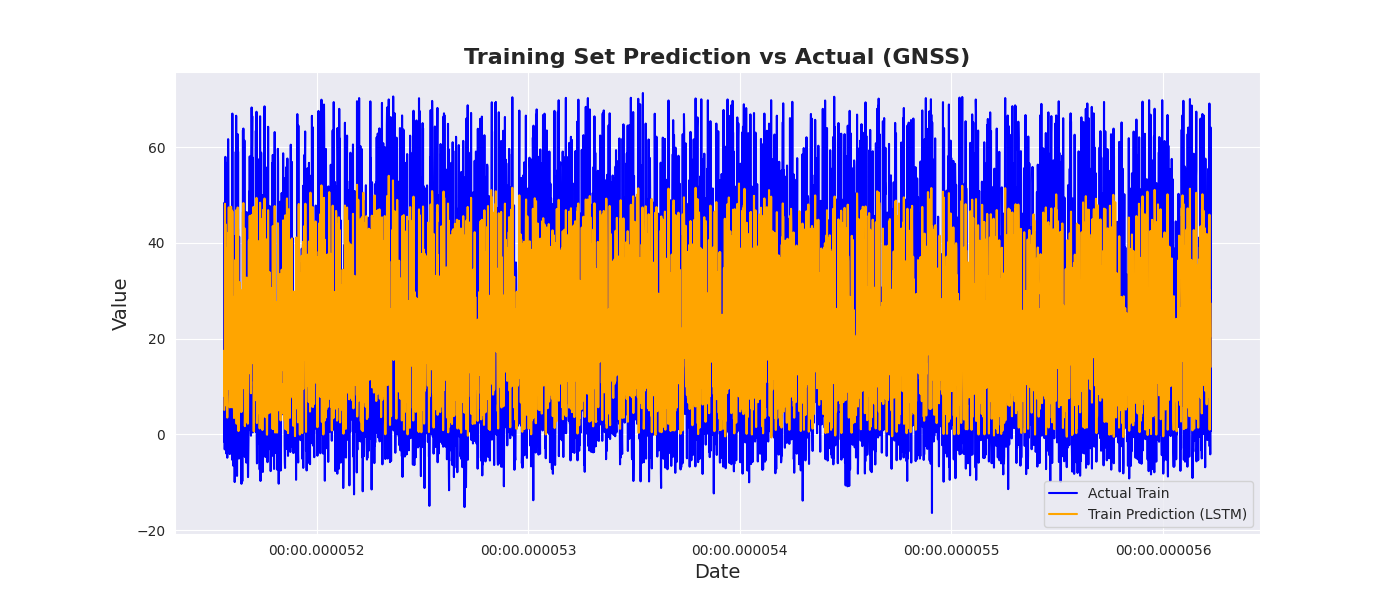 Training Set Prediction vs Actual (GNSS)
Value
60
40
20
0
−20
00:00.000052
00:00.000053
00:00.000054
00:00.000055
00:00.000056
Date
Actual Train
Train Prediction (LSTM)